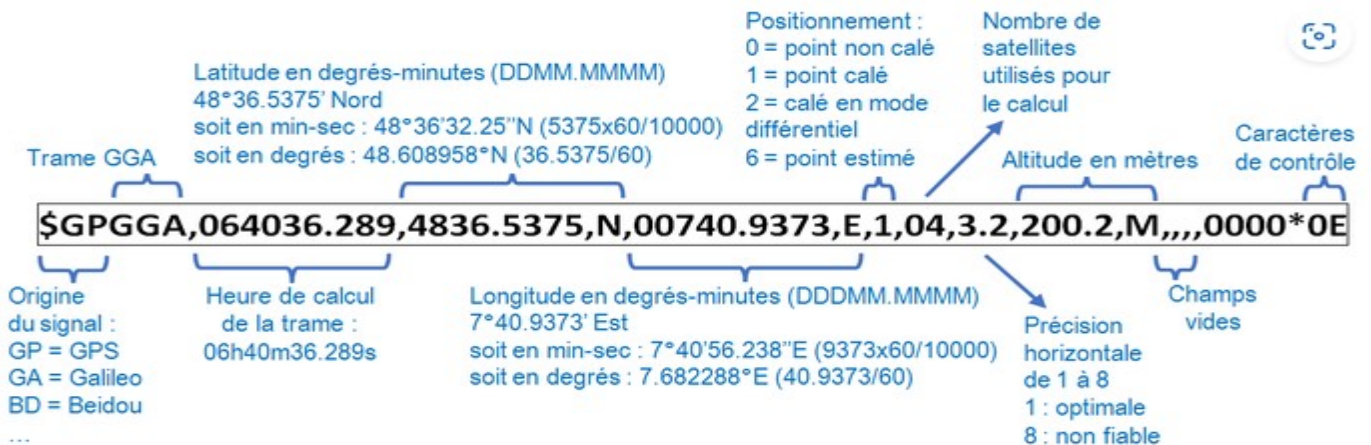 Positionnement :
0 = point non calé
1 = point calé
2 = calé en mode
différentiel
6 = point estimé
Nombre de
satellites
utilisés pour
le calcul
Latitude en degrés-minutes (DDMM.MMMM)
48°36.5375' Nord
soit en min-sec : 48°36'32.25''N (5375x60/10000)
soit en degrés : 48.608958°N (36.5375/60)
Trame GGA
Altitude en mètres
Caractères
de contrôle
$GPGGA,064036.289,4836.5375,N,00740.9373,E,1,04,3.2,200.2,M,,,,0000*0E
Origine
du signal :
GP = GPS
GA = Galileo
BD = Beidou
...
Heure de calcul
de la trame :
06h40m36.289s
Longitude en degrés-minutes (DDDMM.MMMM)
7°40.9373' Est
soit en min-sec : 7°40'56.238''E (9373x60/10000)
soit en degrés : 7.682288°E (40.9373/60)
Précision
horizontale
de 1 à 8
1 : optimale
8 : non fiable
Champs
vides